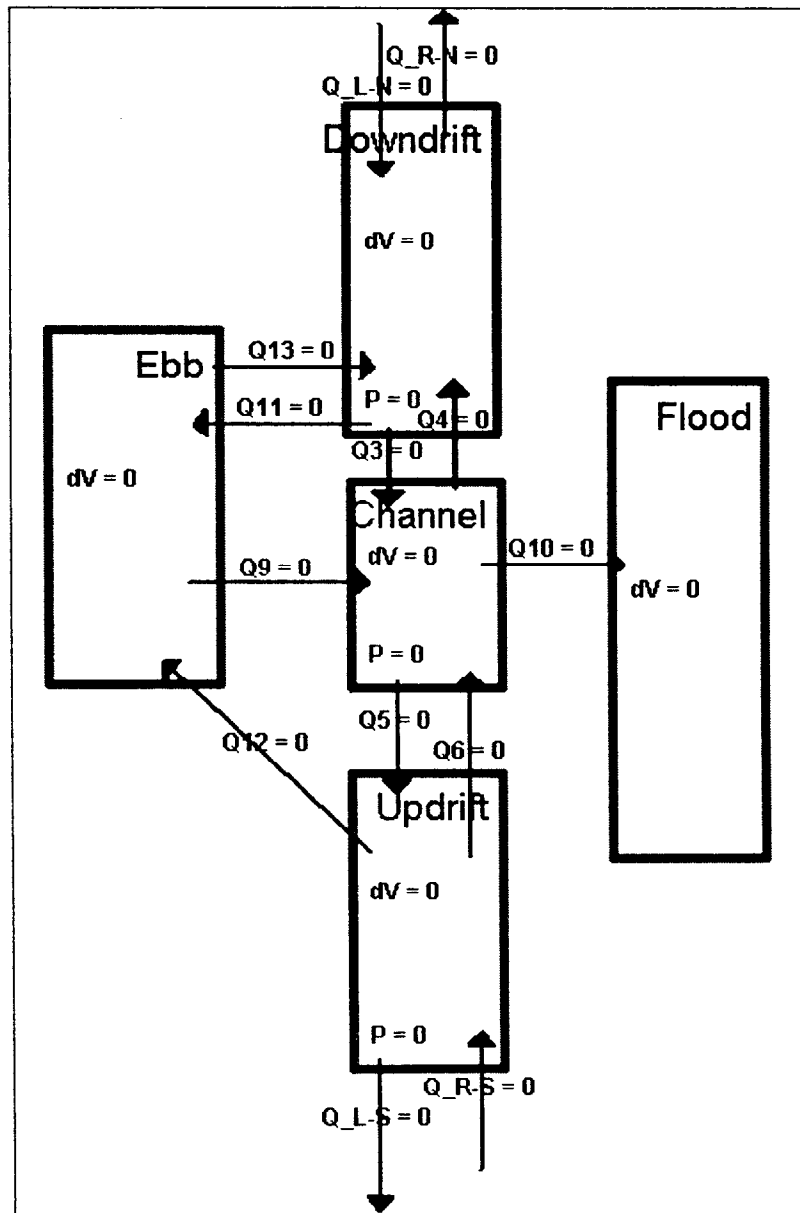 Q_R-N = 0
Q_L-N = 0
Downdrift
dV = 0
Q13 = 0
Ebb
P = 0
Q11 = 0
Q4 = 0
Flood
Q3 = 0
dV = 0
Channel
dV = 0
Q10 = 0
Q9 = 0
dV = 0
P = 0
Q5 = 0
Q12 = 0
Q6 = 0
Updrift
dV = 0
P = 0
Q_R-S = 0
Q_L-S = 0